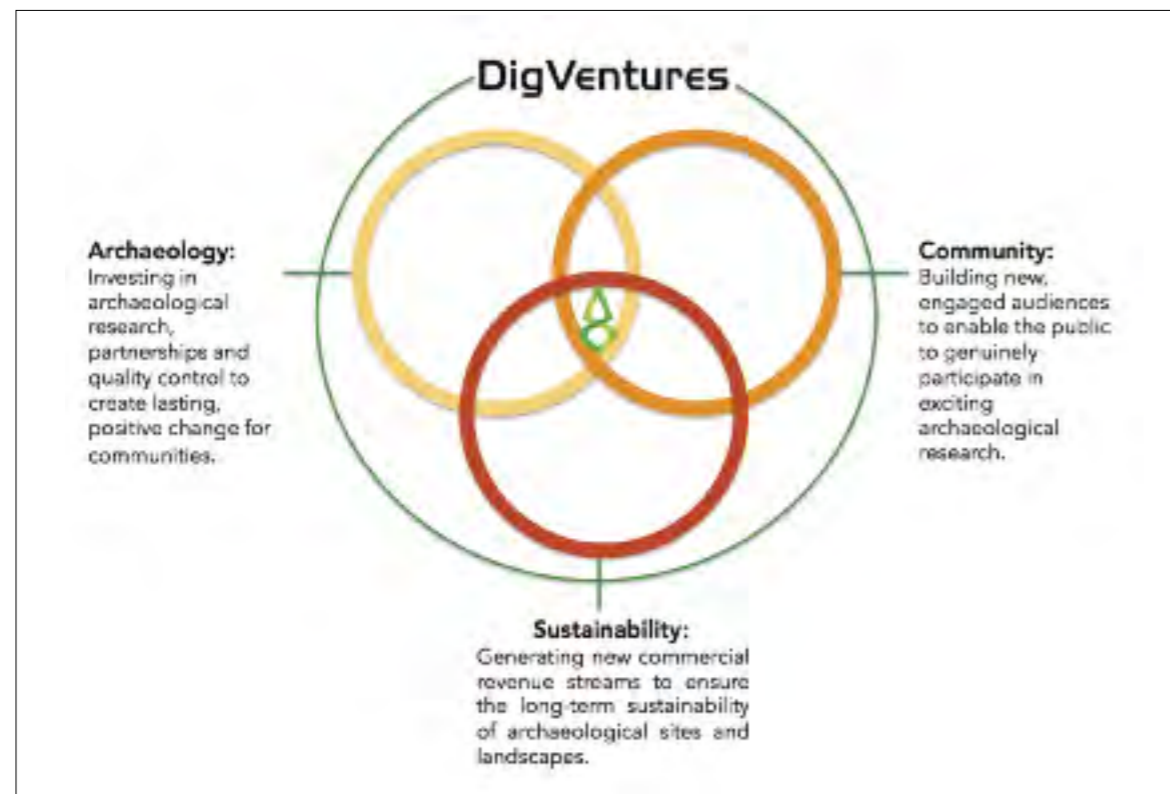 DigVentures
Archaeology:
Investing in
archaeological
research,
partnerships and
quality control to
create lasting,
positive change for
communities.
Community:
Building new,
engaged audiences
to enable the public
to genuinely
participate in
exciting
archaeological
research.
Sustainability:
Generating new commercial
revenue streams to ensure
the long-term sustainability
of archaeological sites and
landscapes.